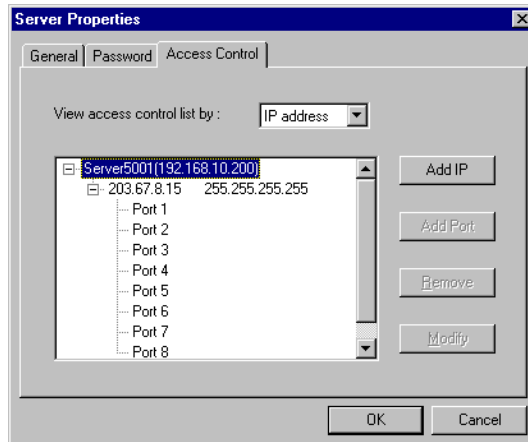 Server Properties
General Password Access Control
View access control list by : IP address
Server5001(192.168.10.200)
203.67.8.15 255.255.255.255
Port 1
Port 2
Port 3
Port 4
Port 5
Port 6
Port 7
Port 8
Add IP
Add Port
Remove
Modify
OK Cancel